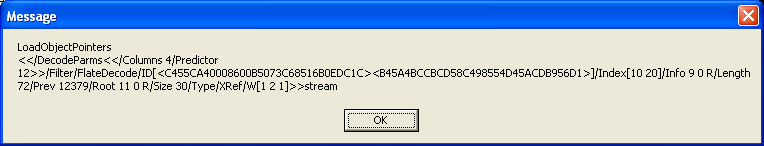 Message
LoadObjectPointers
<</DecodeParms<</Columns 4/Predictor
12>>/Filter/FlateDecode/ID[<C455CA40008600B5073C68516B0EDC1C><B45A4BCCBCD58C498554D45ACDB956D1>]/Index[10 20]/Info 9 0 R/Length
72/Prev 12379/Root 11 0 R/Size 30/Type/XRef/W[1 2 1]>>stream
OK